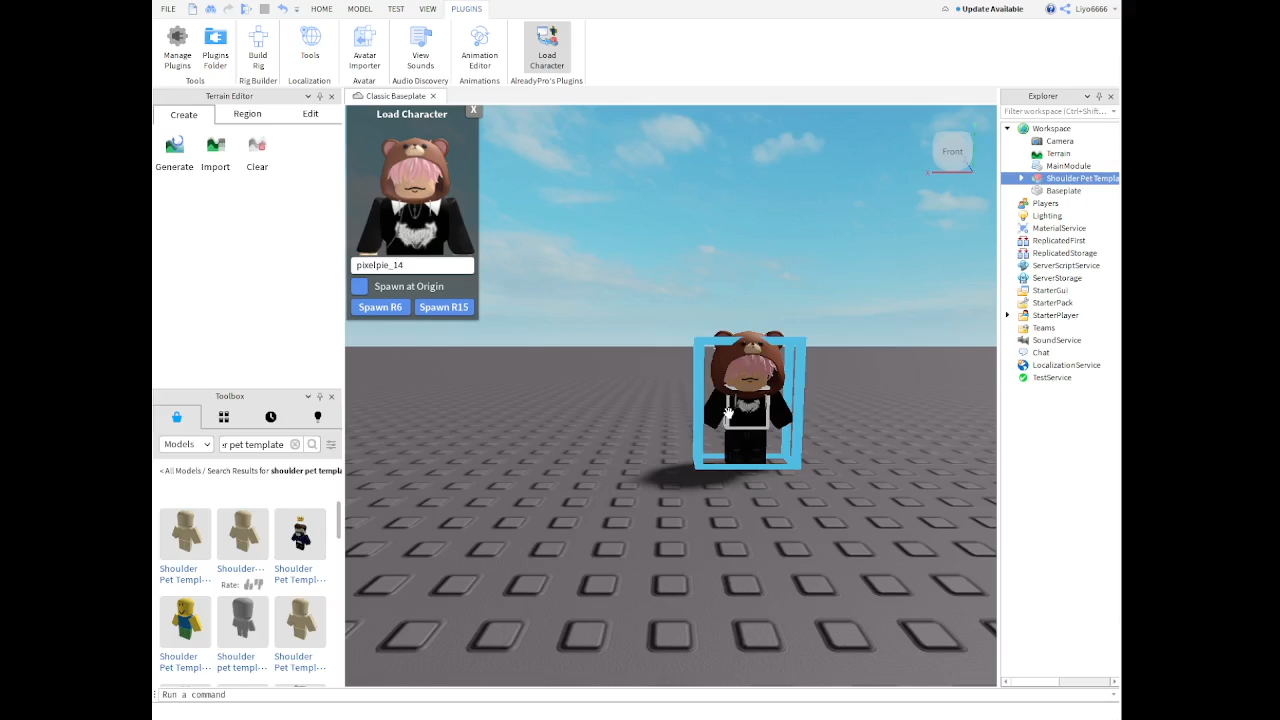 FILE HOME MODEL TEST VIEW PLUGINS Update Available Liyo6666
Manage Plugins
Plugins Folder
Build Rig
Tools
Avatar Importer
View Sounds
Animation Editor
Load Character
Tools Rig Builder Localization Avatar Audio Discovery Animations AlreadyPro's Plugins
Terrain Editor
Create Region Edit
Generate Import Clear
Classic Baseplate
Load Character
X
pixelpie_14
Spawn at Origin
Spawn R6 Spawn R15
Front
X
Explorer
Filter workspace (Ctrl+Shift...
Workspace
Camera
Terrain
MainModule
Shoulder Pet Templa
Baseplate
Players
Lighting
MaterialService
ReplicatedFirst
ReplicatedStorage
ServerScriptService
ServerStorage
StarterGui
StarterPack
StarterPlayer
Teams
SoundService
Chat
LocalizationService
TestService
Toolbox
Models r pet template
< All Models / Search Results for shoulder pet templa
Shoulder Pet Templ...
Shoulder...
Shoulder Pet Templ...
Rate:
Shoulder Pet Templ...
Shoulder pet templ...
Shoulder Pet Templ...
Run a command